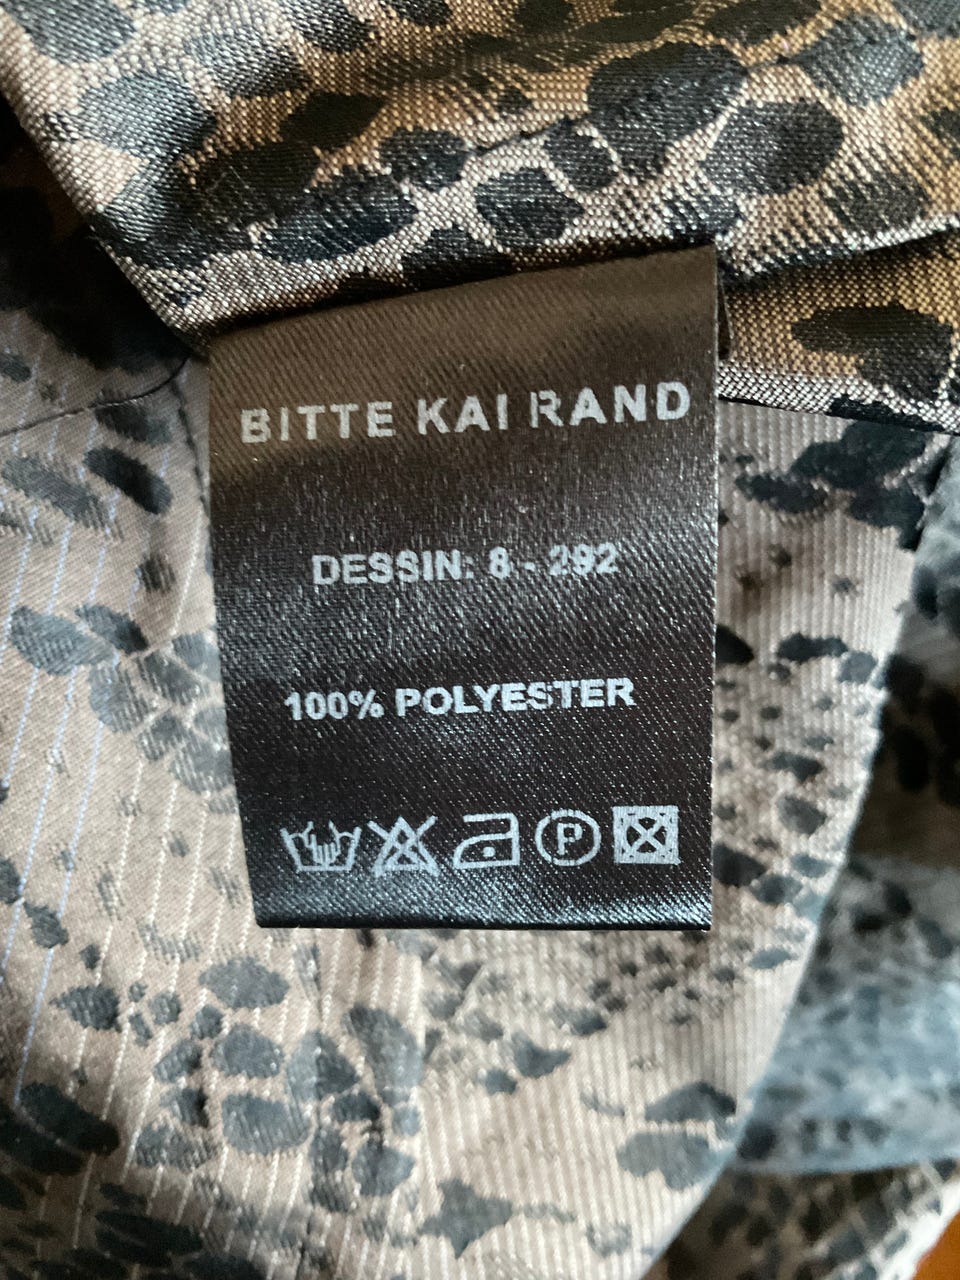 BITTE KAI RAND
DESSIN: 8 - 292
100% POLYESTER
P